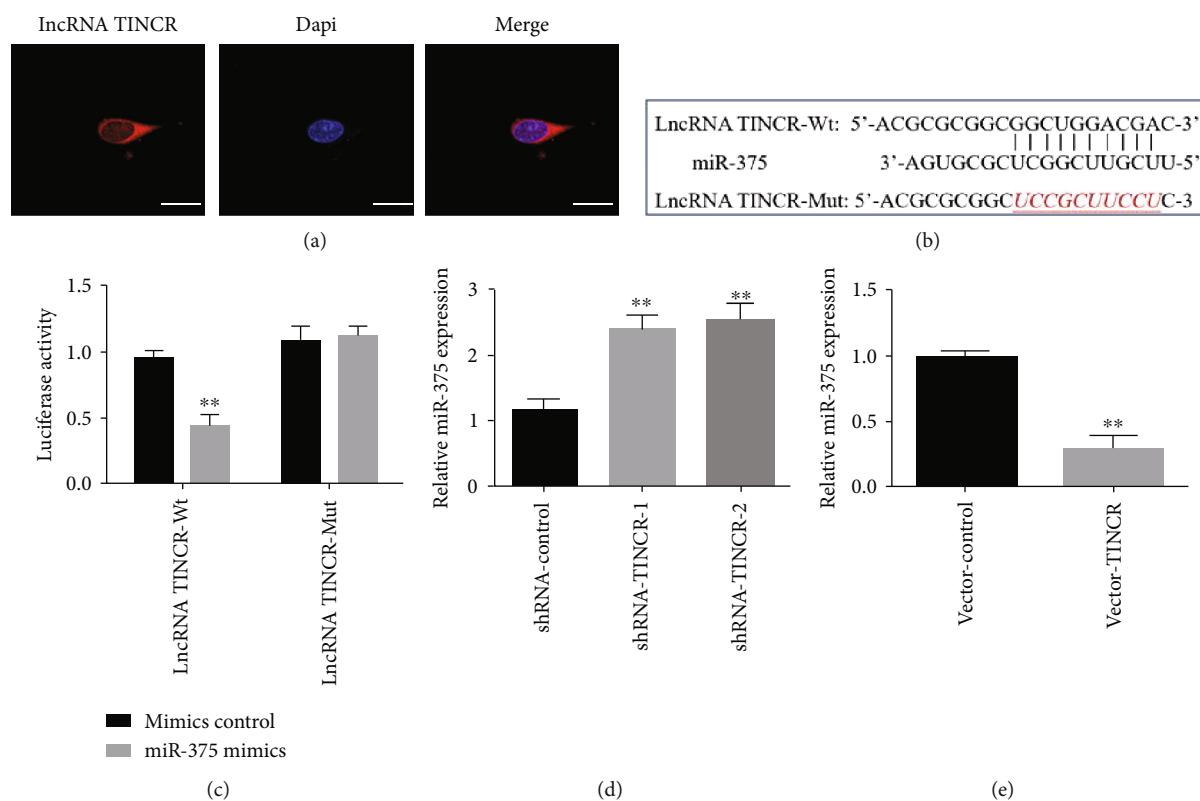 lncRNA TINCR
Dapi
Merge
(a)
LncRNA TINCR-Wt: 5’-ACGCGCGGCGGCUGGACGAC-3’
miR-375 3’-AGUGCGCUCGGCUUGCUU-5’
LncRNA TINCR-Mut: 5’-ACGCGCGGCUCCGCUUCCUC-3
(b)
Luciferase activity
1.5
1.0
0.5
0.0
**
LncRNA TINCR-Wt
LncRNA TINCR-Mut
Mimics control
miR-375 mimics
(c)
Relative miR-375 expression
3
2
1
0
**
**
shRNA-control
shRNA-TINCR-1
shRNA-TINCR-2
(d)
Relative miR-375 expression
1.5
1.0
0.5
0.0
**
Vector-control
Vector-TINCR
(e)